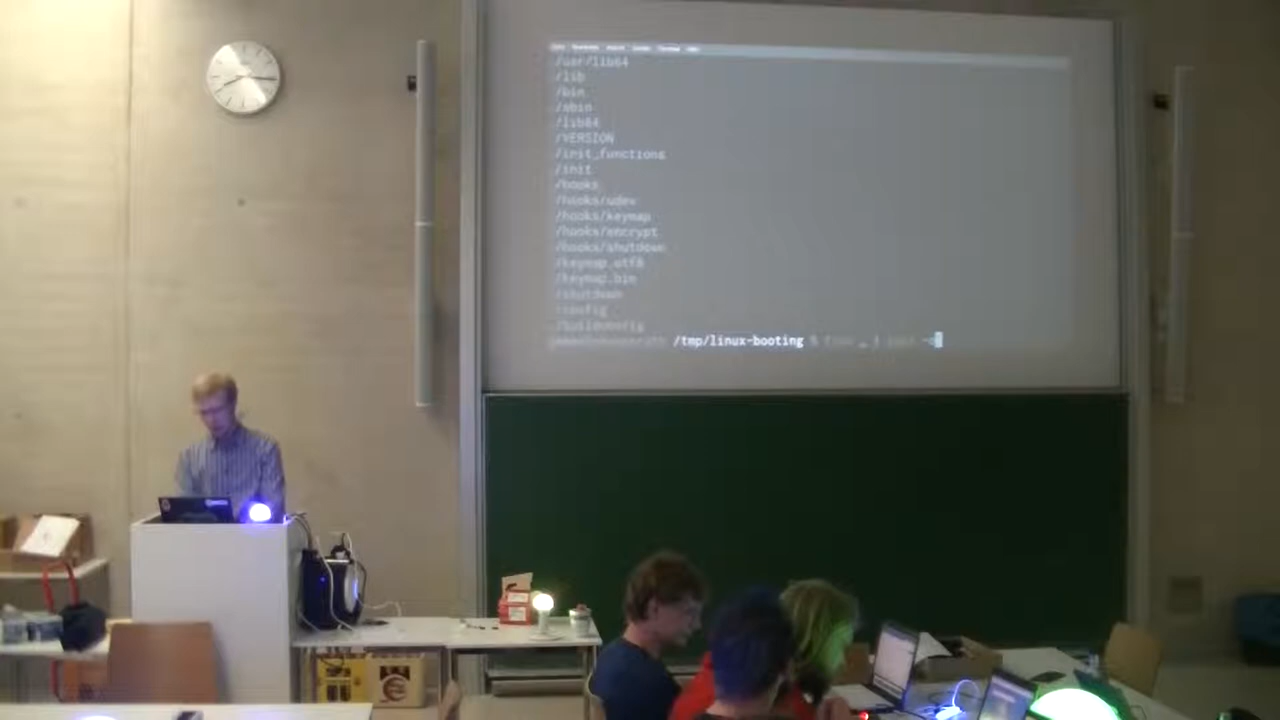 /usr/lib64
/lib
/bin
/sbin
/lib64
/VERSION
/init_functions
/init
/hooks
/hooks/udev
/hooks/keymap
/hooks/encrypt
/hooks/shutdown
/keymap.utf8
/keymap.bin
/shutdown
/config
/buildconfig
/tmp/linux-booting %